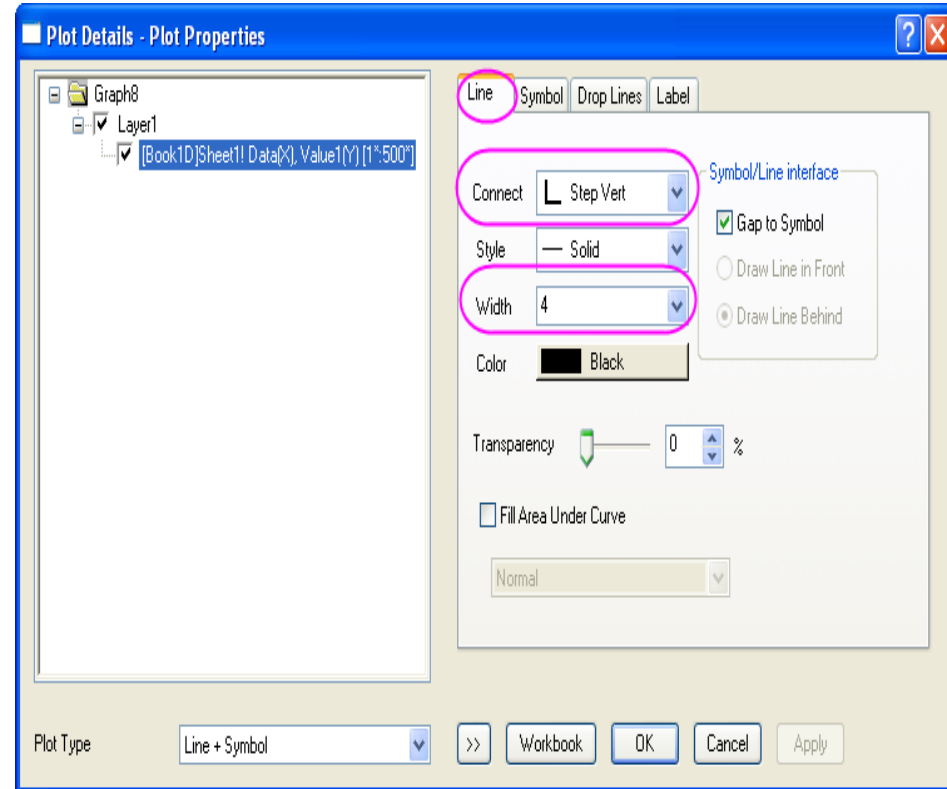 Plot Details - Plot Properties
Graph8
Layer1
[Book1D]Sheet1! Data(X), Value1(Y) [1*:500*]
Line Symbol Drop Lines Label
Connect Step Vert
Style Solid
Width 4
Color Black
Symbol/Line interface
Gap to Symbol
Draw Line in Front
Draw Line Behind
Transparency 0 %
Fill Area Under Curve
Normal
Plot Type Line + Symbol >> Workbook OK Cancel Apply